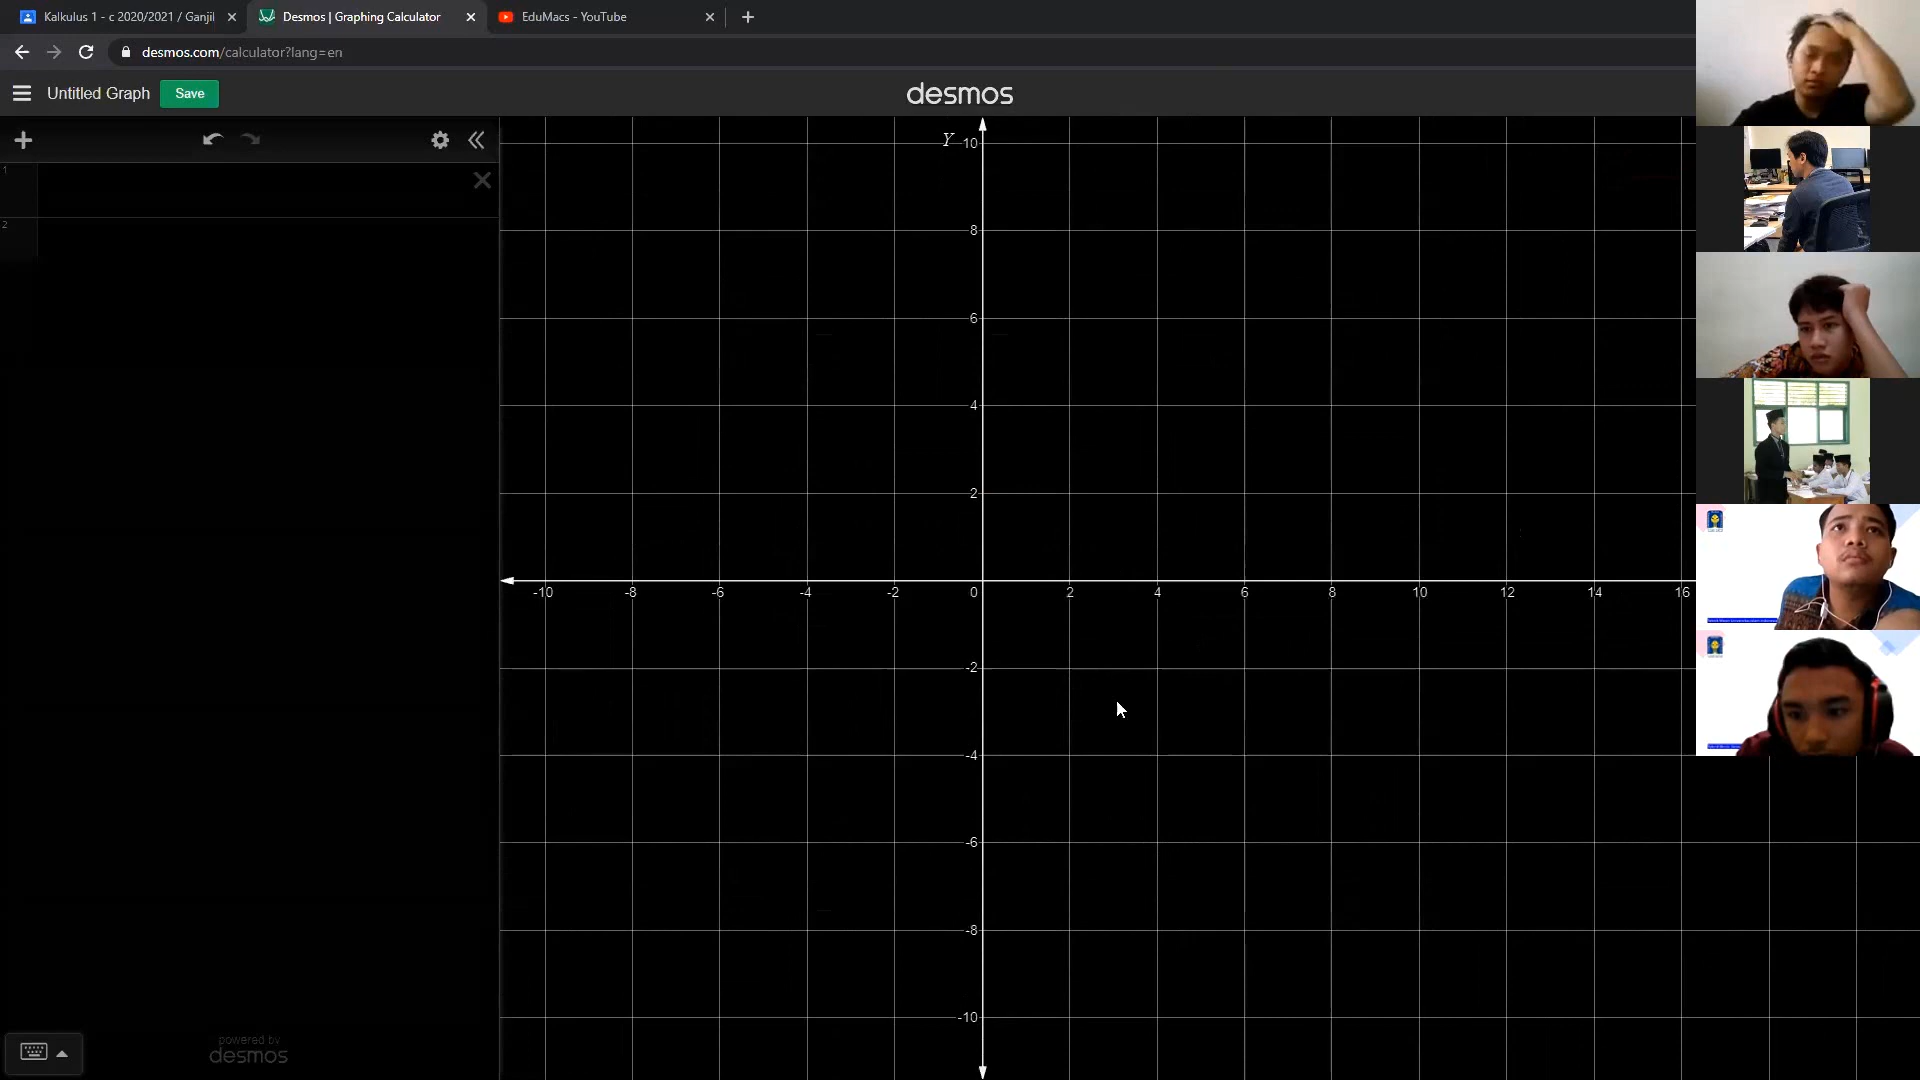 Kalkulus 1 - c 2020/2021 / Ganjil
Desmos | Graphing Calculator
EduMacs - YouTube
desmos.com/calculator?lang=en
Untitled Graph
Save
desmos
1
2
Y
10
8
6
4
2
-10
-8
-6
-4
-2
0
2
4
6
8
10
12
14
16
-2
-4
-6
-8
-10
powered by
desmos